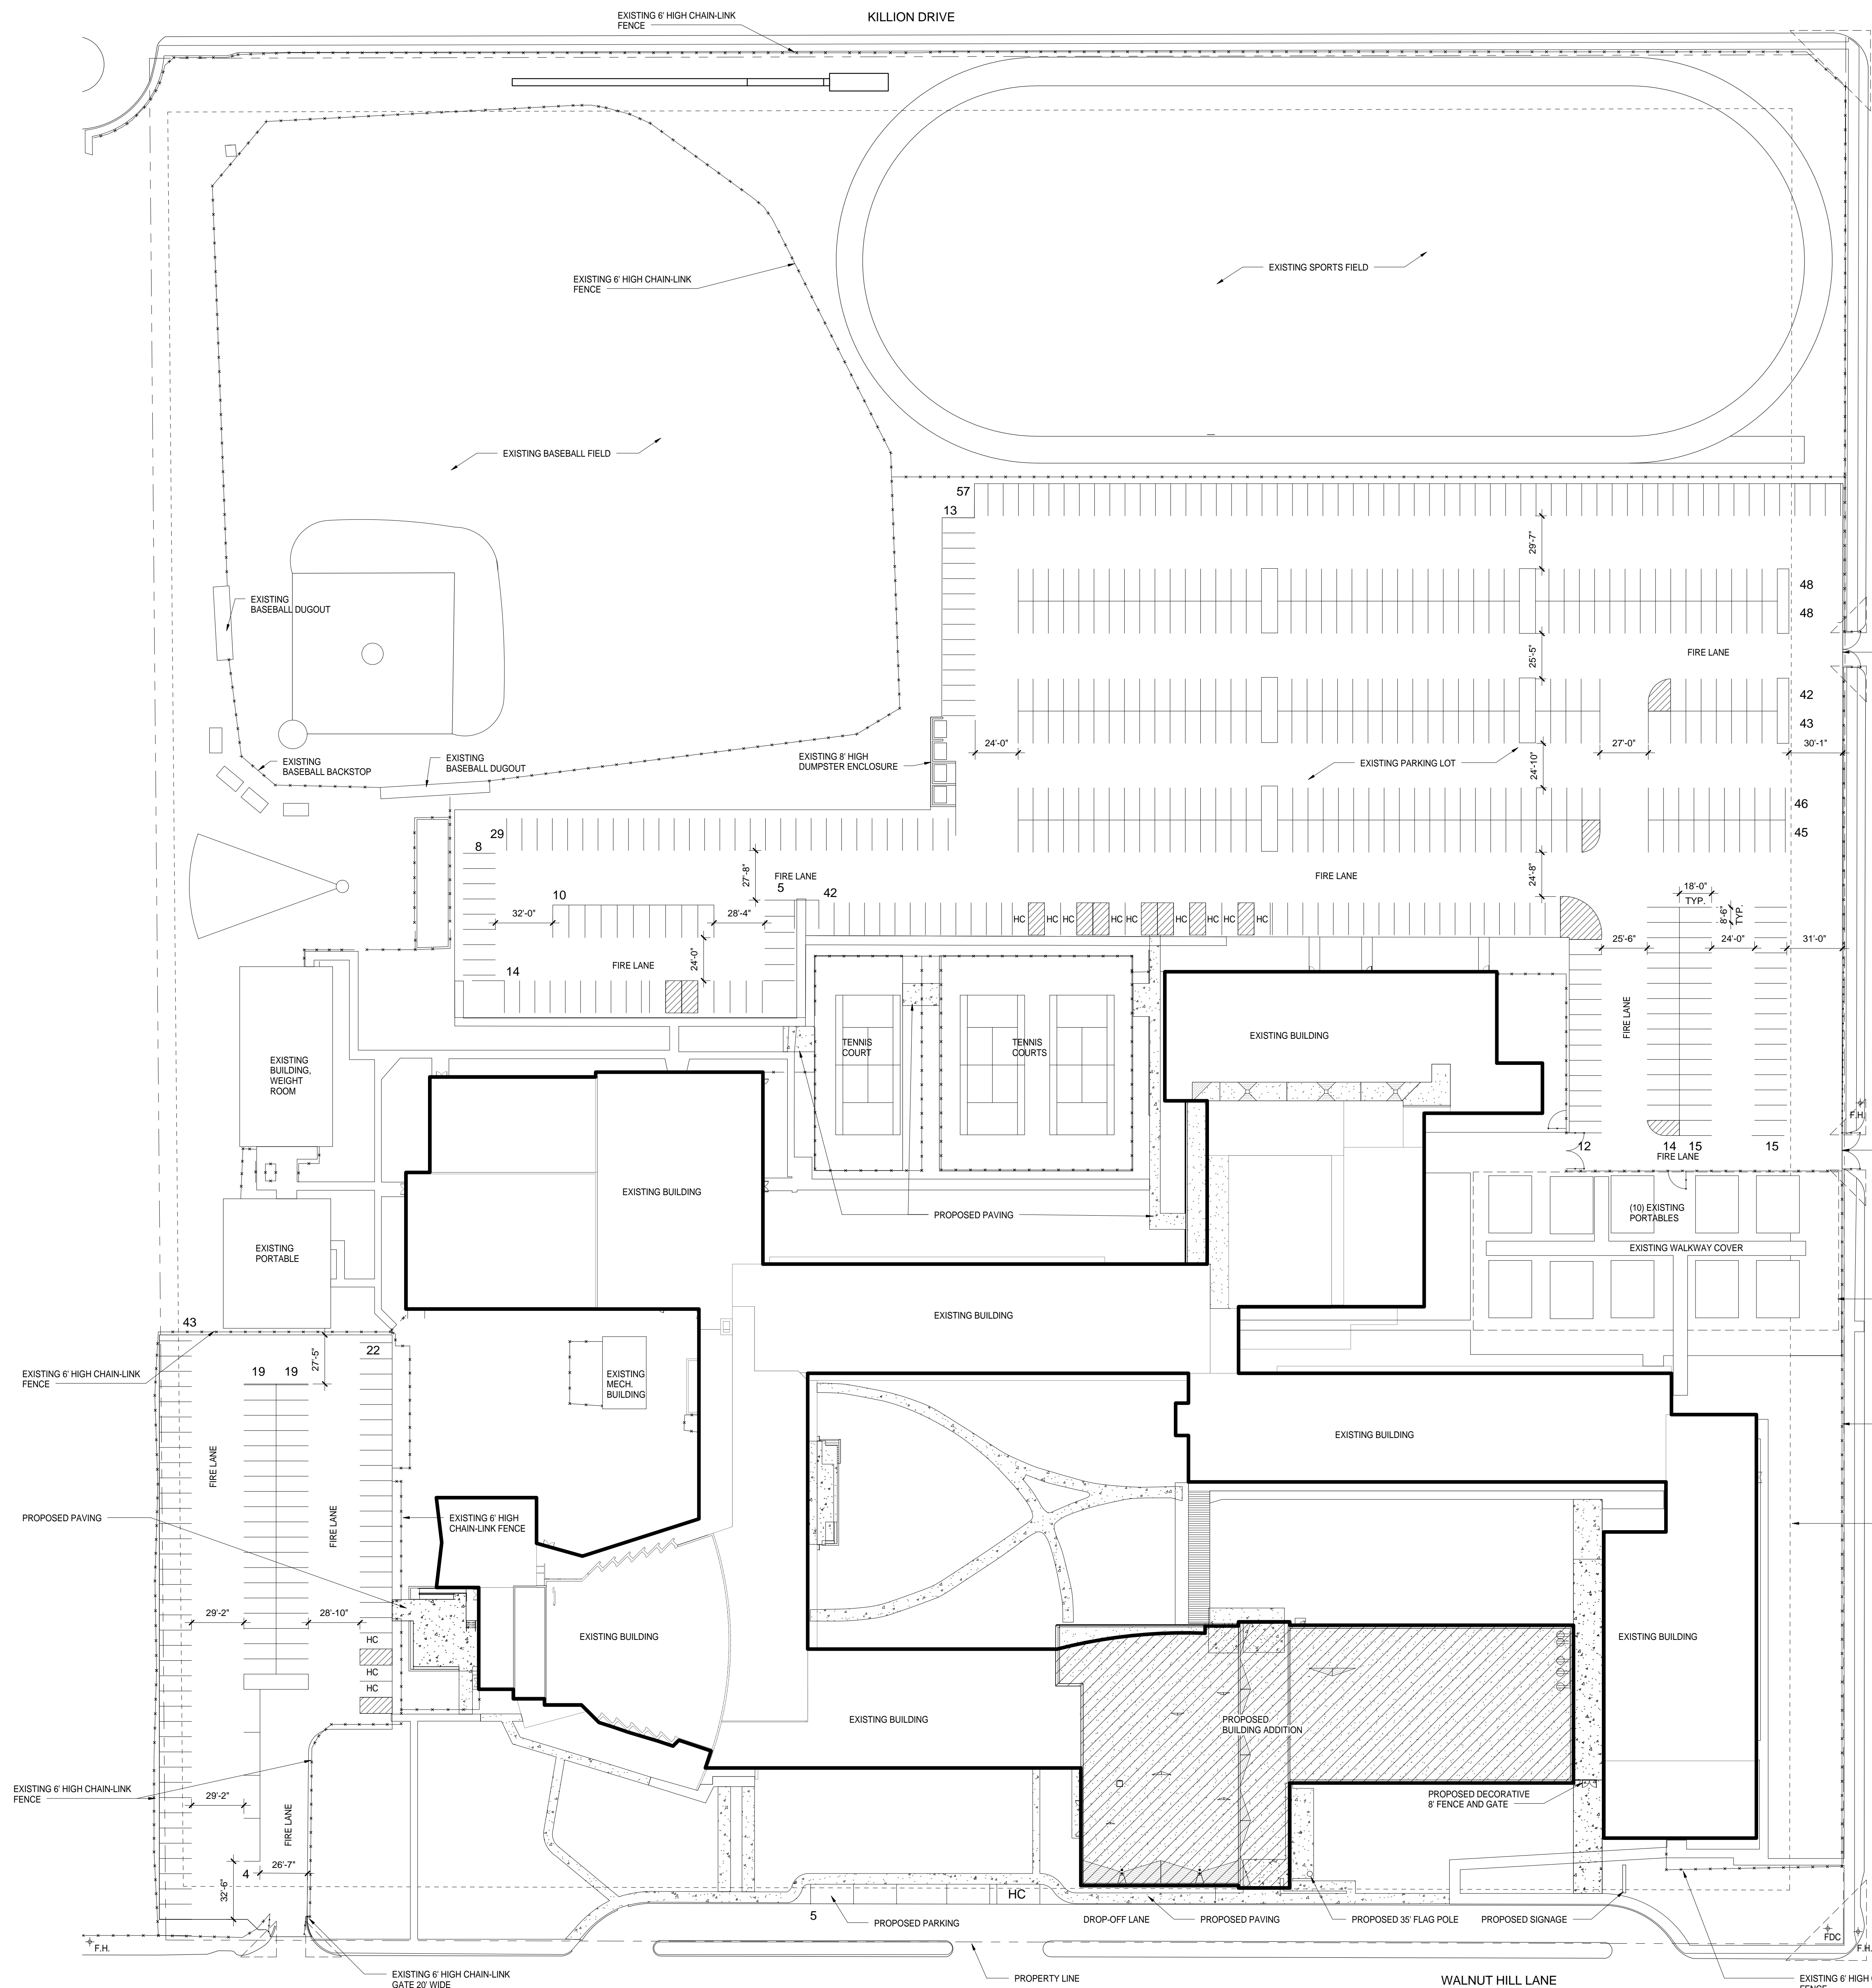 EXISTING 6' HIGH CHAIN-LINK
FENCE
KILLION DRIVE
EXISTING SPORTS FIELD
EXISTING 6' HIGH CHAIN-LINK
FENCE
EXISTING BASEBALL FIELD
57
13
29'-7"
48
48
EXISTING
BASEBALL DUGOUT
25'-5"
FIRE LANE
42
43
24'-0"
27'-0"
30'-1"
EXISTING
BASEBALL BACKSTOP
EXISTING
BASEBALL DUGOUT
EXISTING 8' HIGH
DUMPSTER ENCLOSURE
EXISTING PARKING LOT
24'-10"
46
45
29
8
27'-8"
FIRE LANE
5
42
FIRE LANE
24'-8"
10
18'-0"
TYP.
8'-6"
TYP.
32'-0"
28'-4"
HC
HC
HC
HC
HC
HC
HC
HC
HC
25'-6"
24'-0"
31'-0"
24'-0"
FIRE LANE
14
FIRE LANE
EXISTING BUILDING
TENNIS
COURT
TENNIS
COURTS
EXISTING
BUILDING,
WEIGHT
ROOM
F.H.
12
14
15
15
FIRE LANE
EXISTING BUILDING
PROPOSED PAVING
(10) EXISTING
PORTABLES
EXISTING WALKWAY COVER
EXISTING
PORTABLE
EXISTING BUILDING
43
22
27'-5"
19
19
EXISTING 6' HIGH CHAIN-LINK
FENCE
EXISTING
MECH.
BUILDING
EXISTING BUILDING
FIRE LANE
FIRE LANE
PROPOSED PAVING
EXISTING 6' HIGH
CHAIN-LINK FENCE
29'-2"
28'-10"
HC
HC
HC
EXISTING BUILDING
EXISTING BUILDING
EXISTING BUILDING
PROPOSED
BUILDING ADDITION
EXISTING 6' HIGH CHAIN-LINK
FENCE
29'-2"
PROPOSED DECORATIVE
8' FENCE AND GATE
FIRE LANE
4
26'-7"
32'-6"
HC
5
PROPOSED PARKING
DROP-OFF LANE
PROPOSED PAVING
PROPOSED 35' FLAG POLE
PROPOSED SIGNAGE
F.H.
FDC
F.H.
EXISTING 6' HIGH CHAIN-LINK
GATE 20' WIDE
PROPERTY LINE
WALNUT HILL LANE
EXISTING 6' HIGH
FENCE